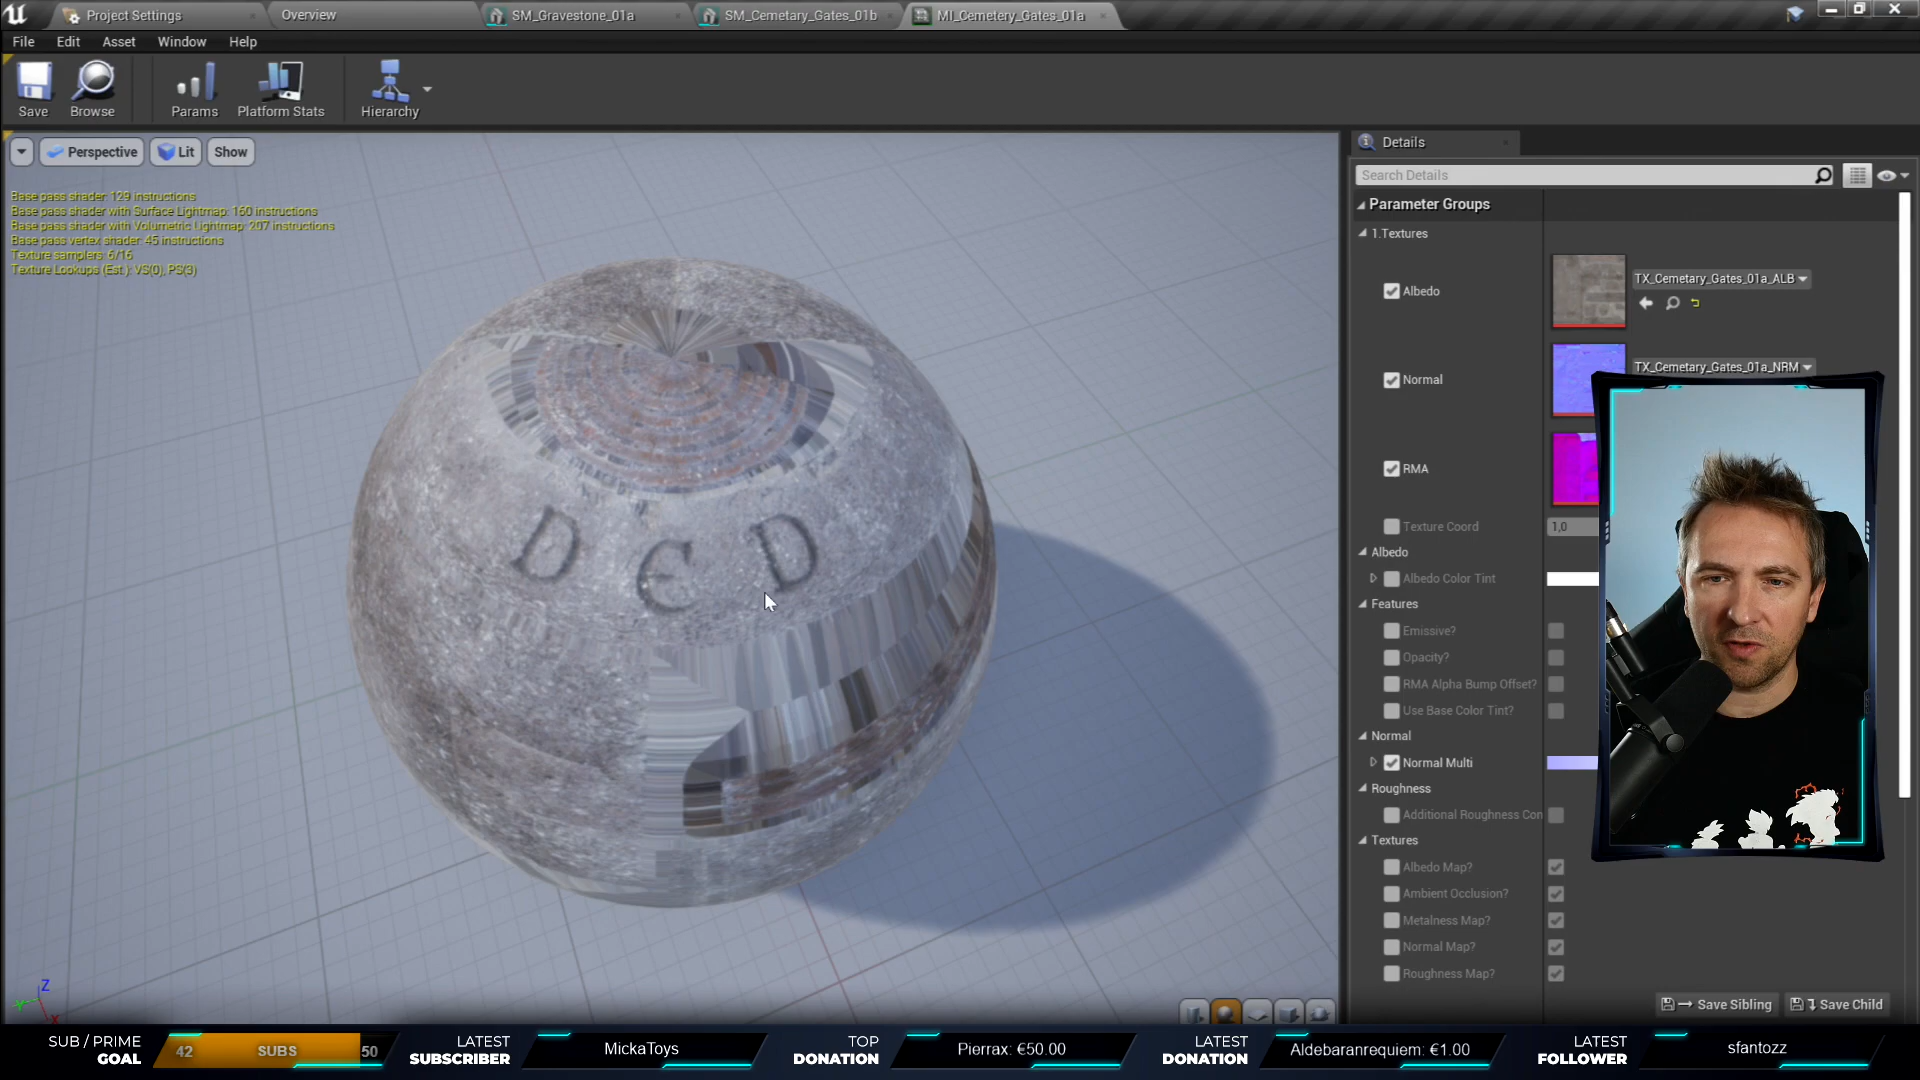 Project Settings
Overview
SM_Gravestone_01a
SM_Cemetary_Gates_01b
MI_Cemetery_Gates_01a
File
Edit
Asset
Window
Help
Save
Browse
Params
Platform Stats
Hierarchy
Perspective
Lit
Show
Base pass shader: 129 instructions
Base pass shader with Surface Lightmap: 160 instructions
Base pass shader with Volumetric Lightmap: 207 instructions
Base pass vertex shader: 45 instructions
Texture samplers: 6/16
Texture Lookups (Est.): VS(0), PS(3)
D E D
Z
Y
X
Details
Search Details
Parameter Groups
1.Textures
Albedo
TX_Cemetary_Gates_01a_ALB
Normal
TX_Cemetary_Gates_01a_NRM
RMA
Texture Coord
1,0
Albedo
Albedo Color Tint
Features
Emissive?
Opacity?
RMA Alpha Bump Offset?
Use Base Color Tint?
Normal
Normal Multi
Roughness
Additional Roughness Con
Textures
Albedo Map?
Ambient Occlusion?
Metalness Map?
Normal Map?
Roughness Map?
Save Sibling
Save Child
SUB / PRIME
GOAL
42
SUBS
50
LATEST
SUBSCRIBER
MickaToys
TOP
DONATION
Pierrax: €50.00
LATEST
DONATION
Aldebaranrequiem: €1.00
LATEST
FOLLOWER
sfantozz